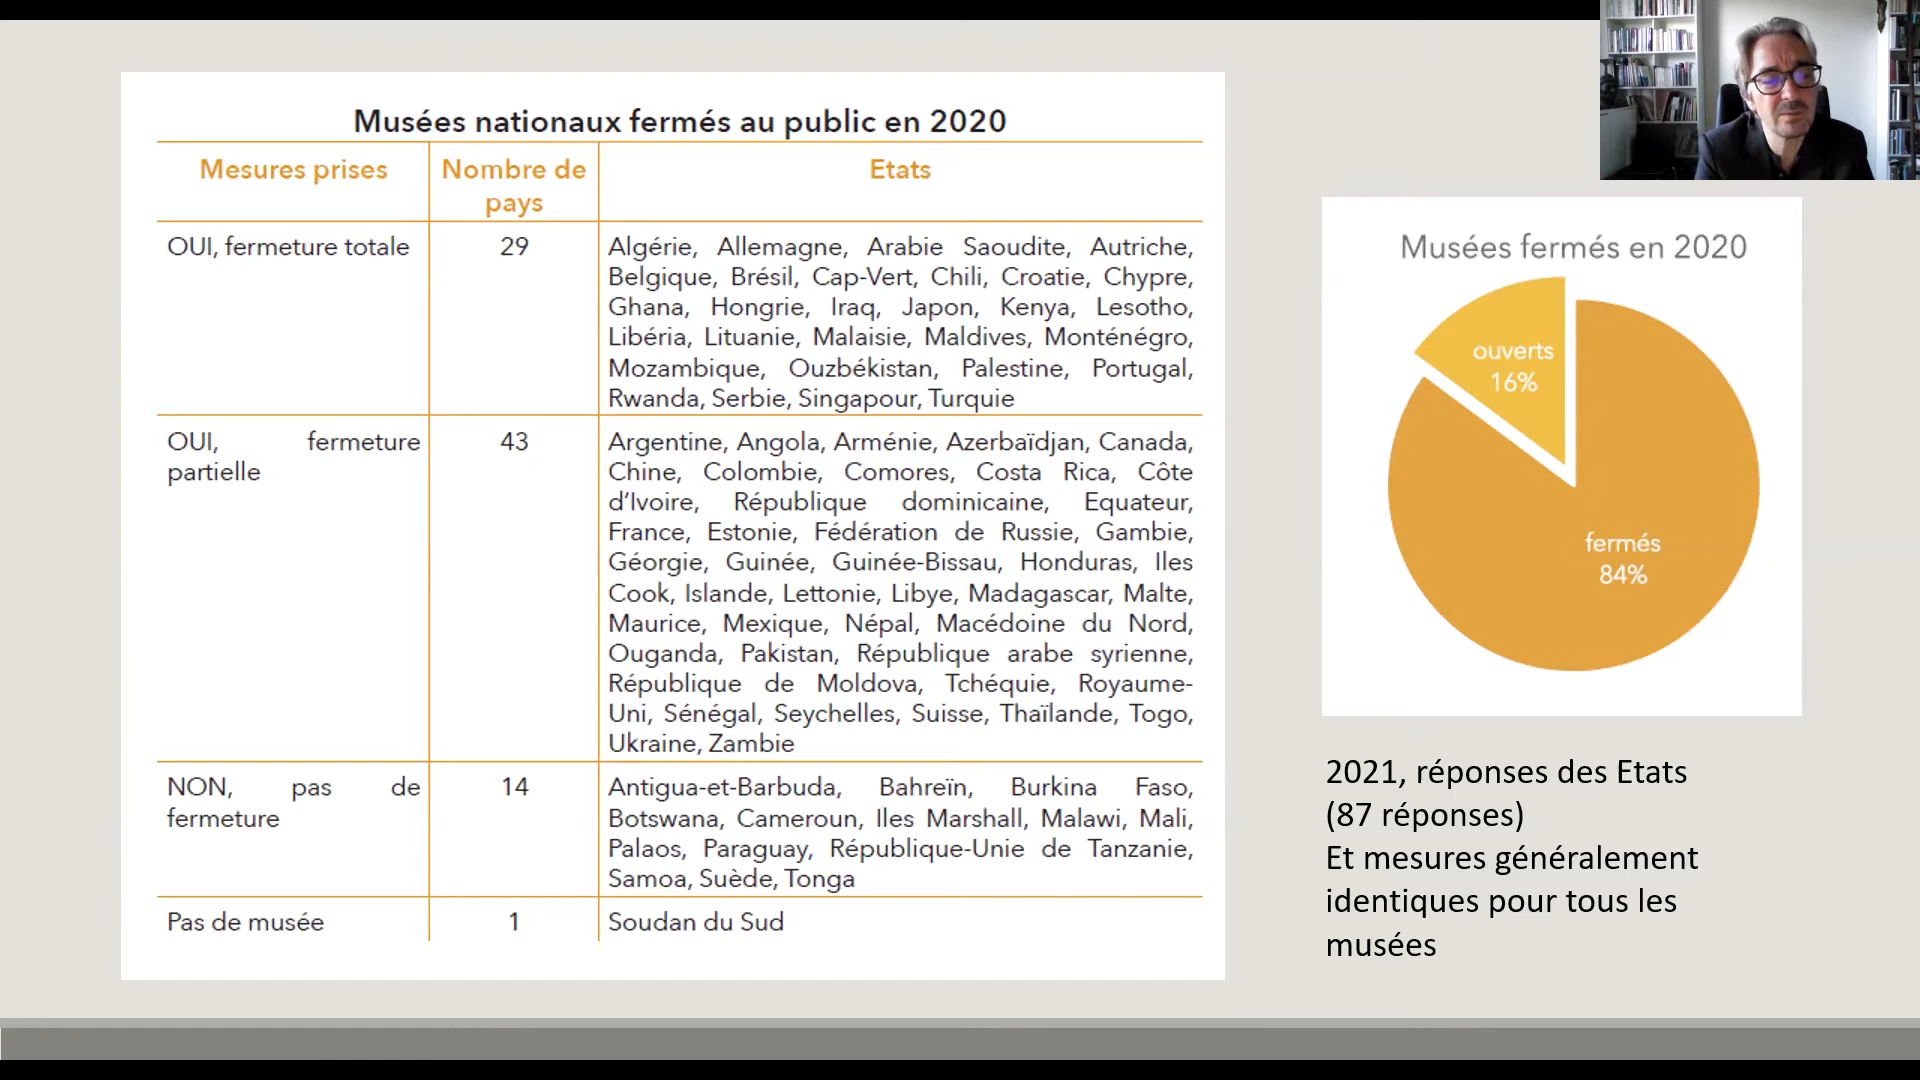 Musées nationaux fermés au public en 2020
Mesures prises
Nombre de
pays
Etats
OUI, fermeture totale
29
Algérie, Allemagne, Arabie Saoudite, Autriche,
Belgique, Brésil, Cap-Vert, Chili, Croatie, Chypre,
Ghana, Hongrie, Iraq, Japon, Kenya, Lesotho,
Libéria, Lituanie, Malaisie, Maldives, Monténégro,
Mozambique, Ouzbékistan, Palestine, Portugal,
Rwanda, Serbie, Singapour, Turquie
OUI, fermeture
partielle
43
Argentine, Angola, Arménie, Azerbaïdjan, Canada,
Chine, Colombie, Comores, Costa Rica, Côte
d’Ivoire, République dominicaine, Equateur,
France, Estonie, Fédération de Russie, Gambie,
Géorgie, Guinée, Guinée-Bissau, Honduras, Iles
Cook, Islande, Lettonie, Libye, Madagascar, Malte,
Maurice, Mexique, Népal, Macédoine du Nord,
Ouganda, Pakistan, République arabe syrienne,
République de Moldova, Tchéquie, Royaume-
Uni, Sénégal, Seychelles, Suisse, Thaïlande, Togo,
Ukraine, Zambie
NON, pas de
fermeture
14
Antigua-et-Barbuda, Bahreïn, Burkina Faso,
Botswana, Cameroun, Iles Marshall, Malawi, Mali,
Palaos, Paraguay, République-Unie de Tanzanie,
Samoa, Suède, Tonga
Pas de musée
1
Soudan du Sud
Musées fermés en 2020
ouverts
16%
fermés
84%
2021, réponses des Etats
(87 réponses)
Et mesures généralement
identiques pour tous les
musées